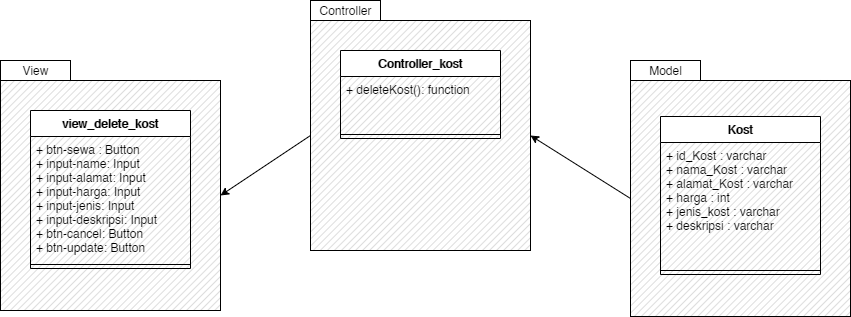 View
view_delete_kost
+ btn-sewa : Button
+ input-name: Input
+ input-alamat: Input
+ input-harga: Input
+ input-jenis: Input
+ input-deskripsi: Input
+ btn-cancel: Button
+ btn-update: Button
Controller
Controller_kost
+ deleteKost(): function
Model
Kost
+ id_Kost : varchar
+ nama_Kost : varchar
+ alamat_Kost : varchar
+ harga : int
+ jenis_kost : varchar
+ deskripsi : varchar